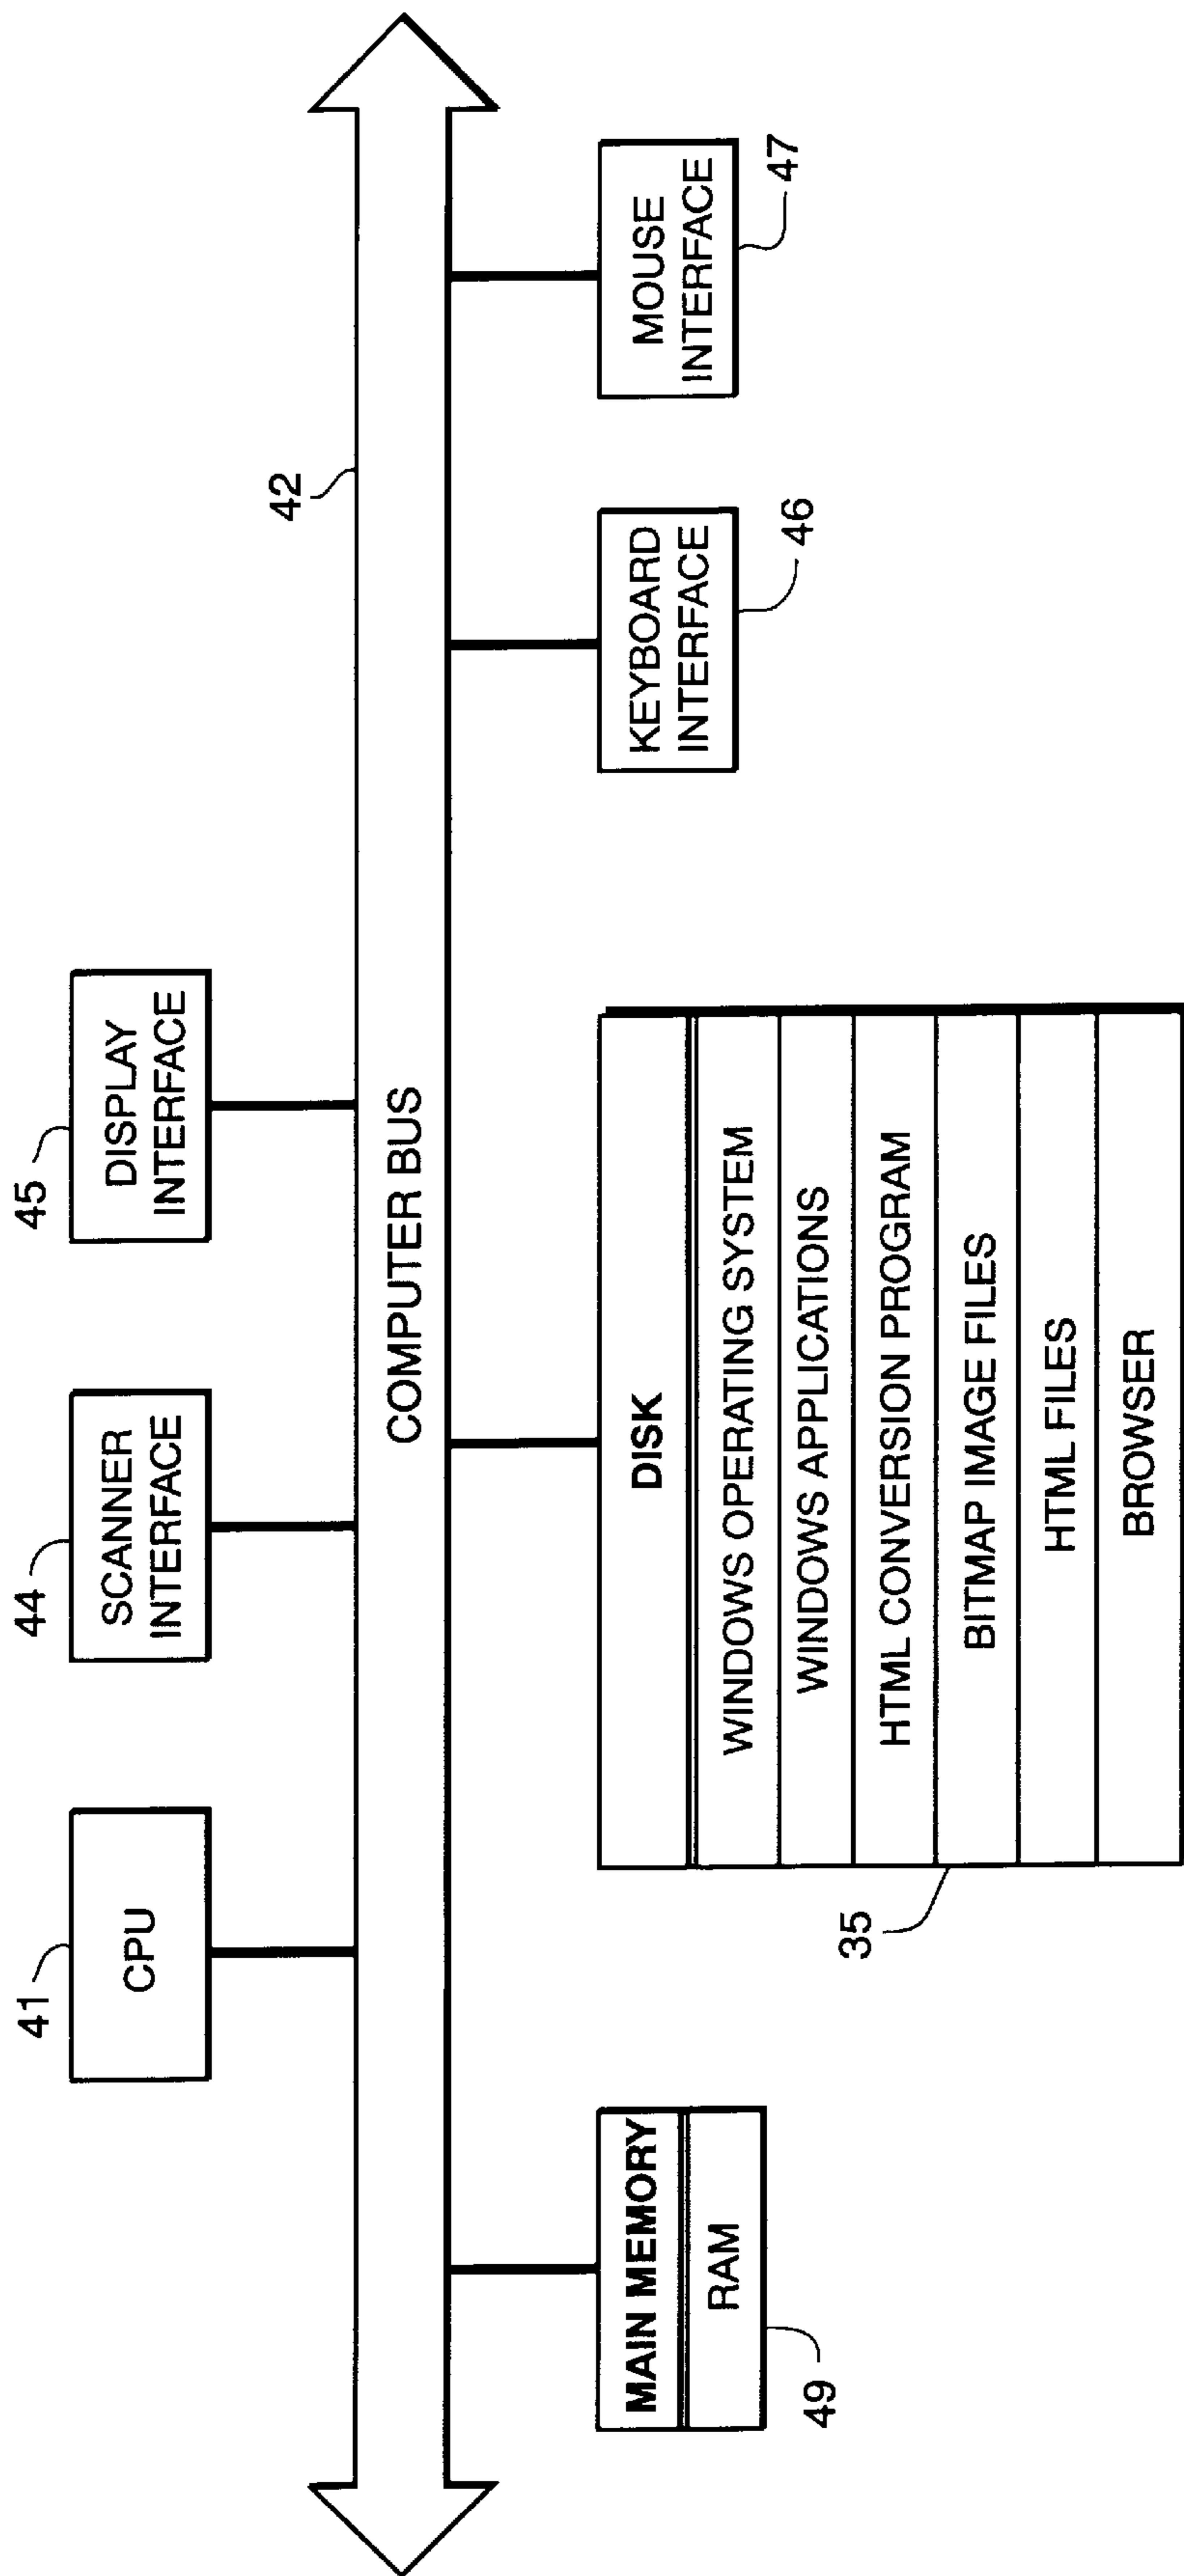 41
CPU
44
SCANNER
INTERFACE
45
DISPLAY
INTERFACE
42
COMPUTER BUS
MAIN MEMORY
RAM
49
DISK
WINDOWS OPERATING SYSTEM
WINDOWS APPLICATIONS
HTML CONVERSION PROGRAM
BITMAP IMAGE FILES
HTML FILES
BROWSER
35
KEYBOARD
INTERFACE
46
MOUSE
INTERFACE
47